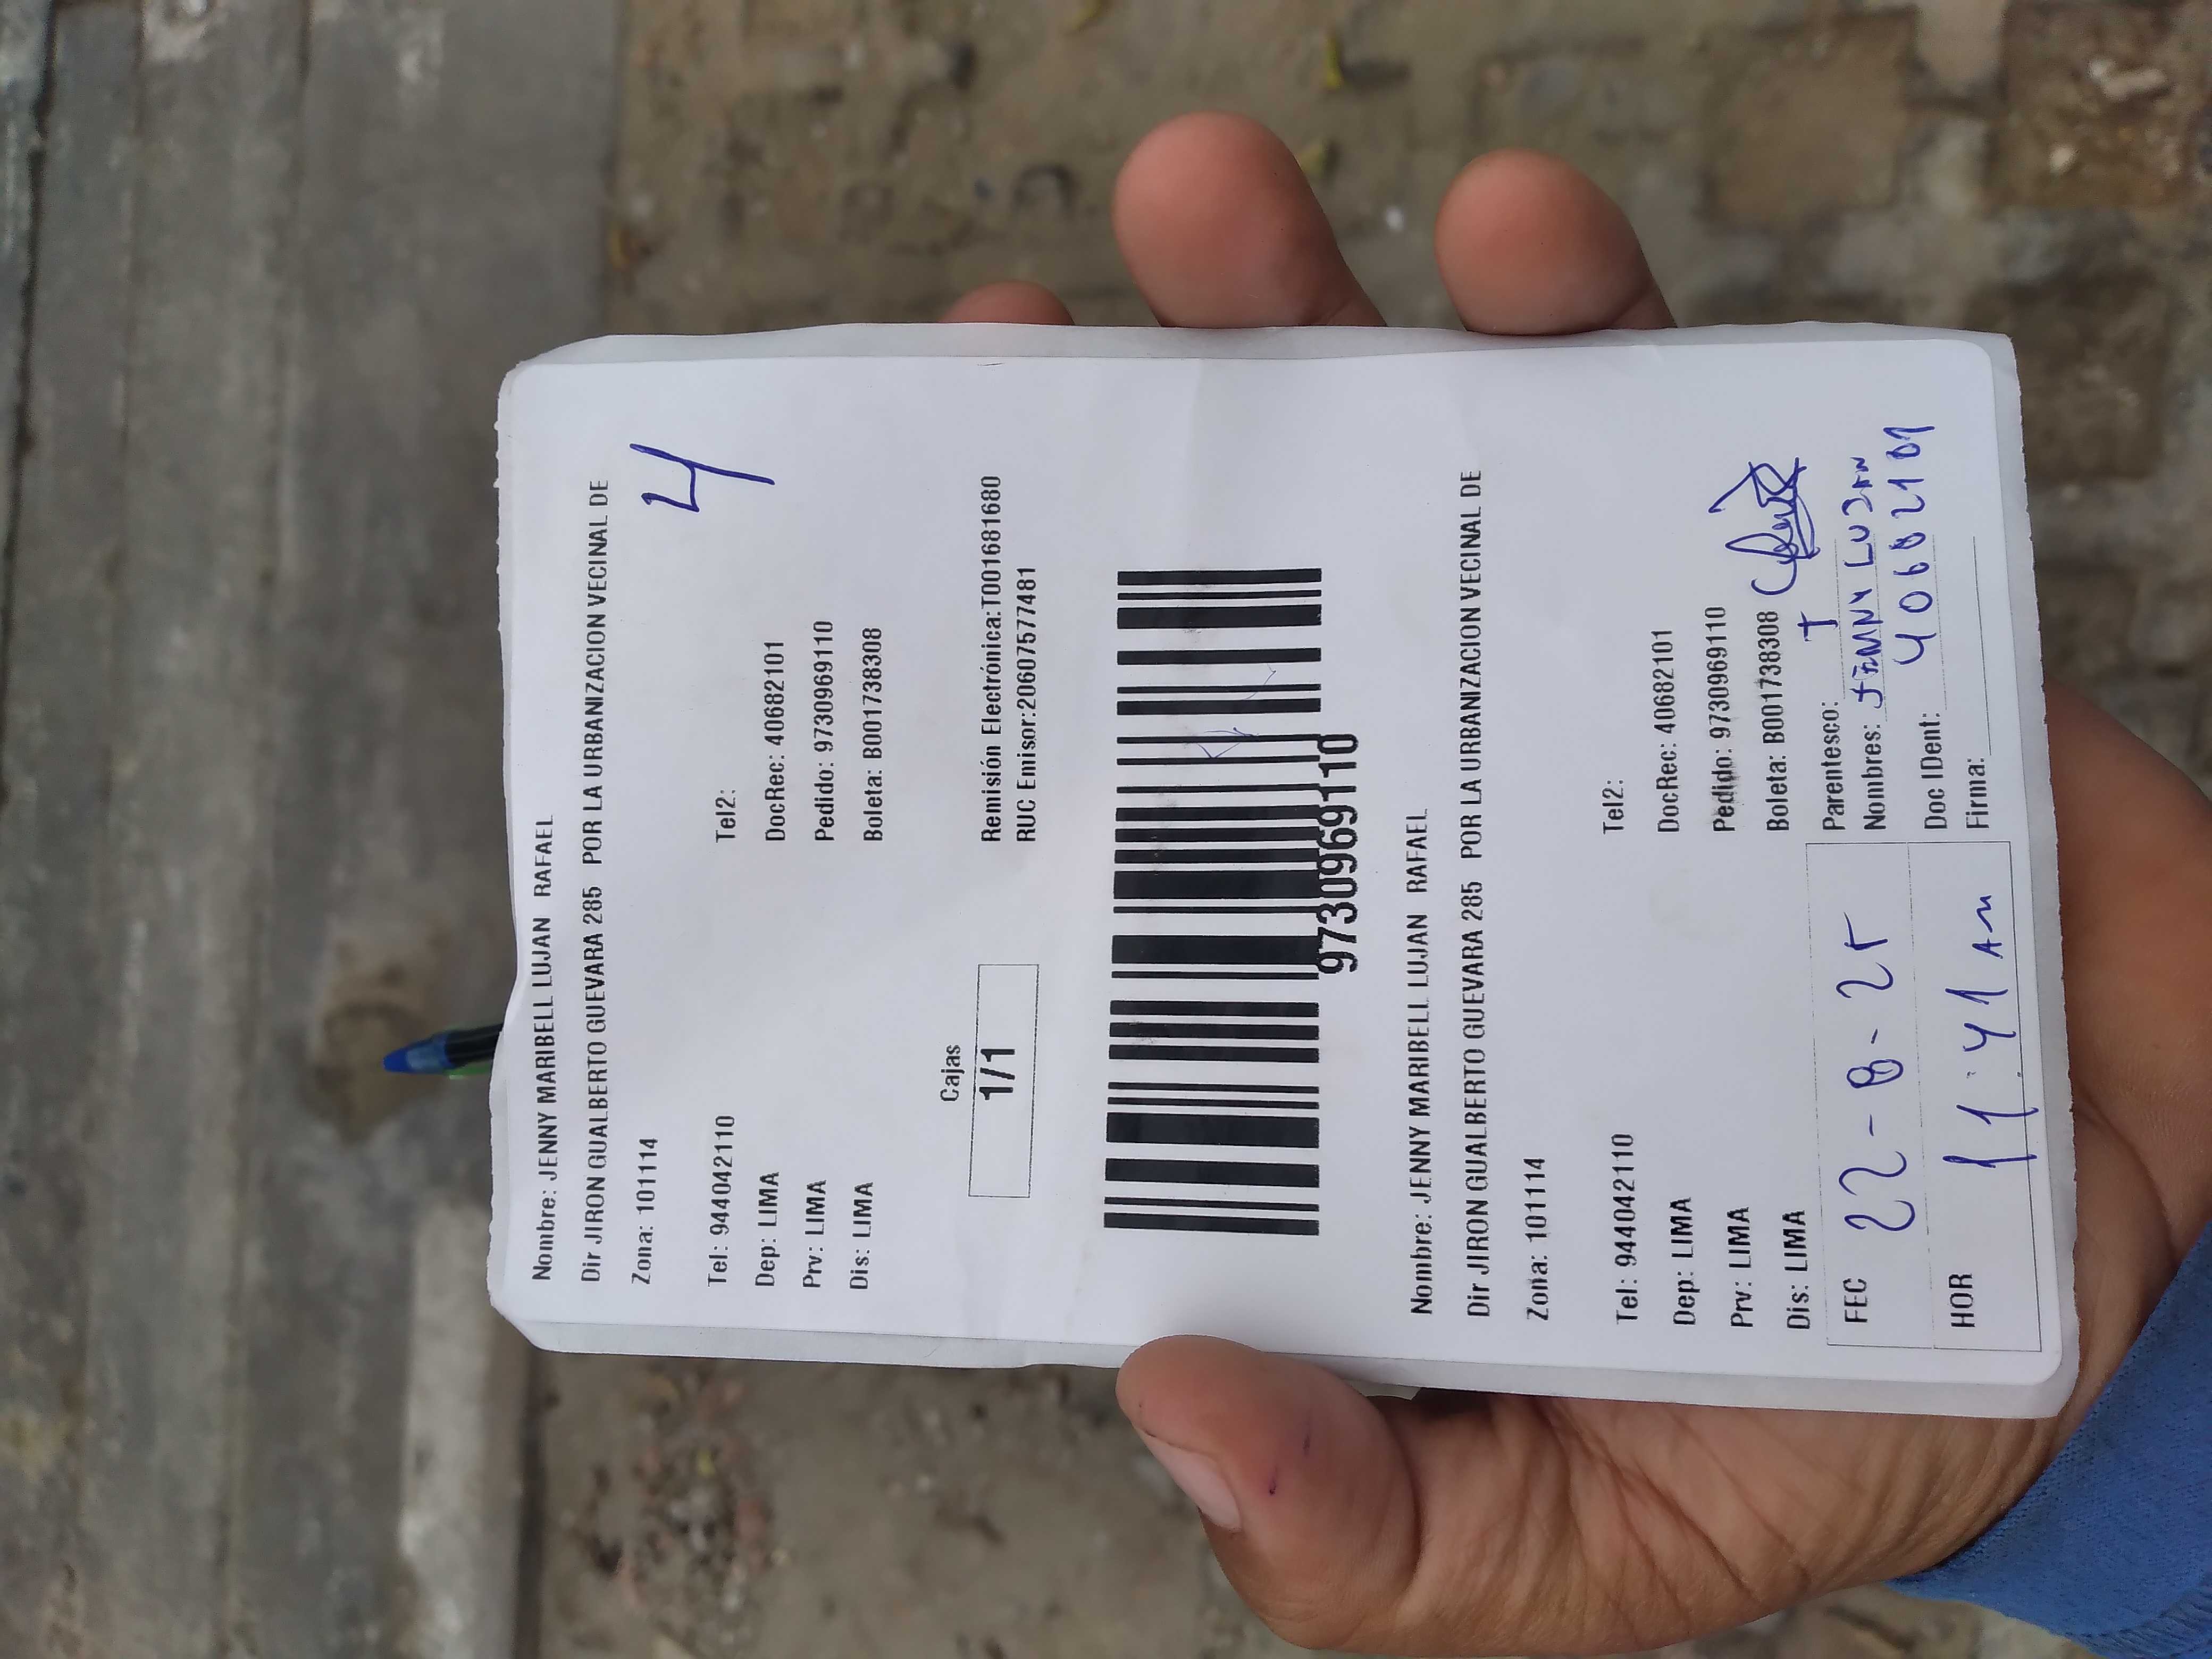 Nombre: JENNY MARIBELL LUJAN RAFAEL
Dir JIRON GUALBERTO GUEVARA 285 POR LA URBANIZACION VECINAL DE
Zona: 101114
4
Tel: 944042110 Tel2:
Dep: LIMA DocRec: 40682101
Prv: LIMA Pedido: 9730969110
Dis: LIMA Boleta: B001738308
Cajas
1/1
Remisión Electrónica:T001681680
RUC Emisor:20607577481
9730969110
Nombre: JENNY MARIBELL LUJAN RAFAEL
Dir JIRON GUALBERTO GUEVARA 285 POR LA URBANIZACION VECINAL DE
Zona: 101114
Tel: 944042110 Tel2:
Dep: LIMA DocRec: 40682101
Prv: LIMA Pedido: 9730969110
Dis: LIMA Boleta: B001738308
FEC 22-8-25
HOR 11:41 AM
Parentesco: T
Nombres: JENNY LUJAN
Doc IDent: 40682101
Firma: